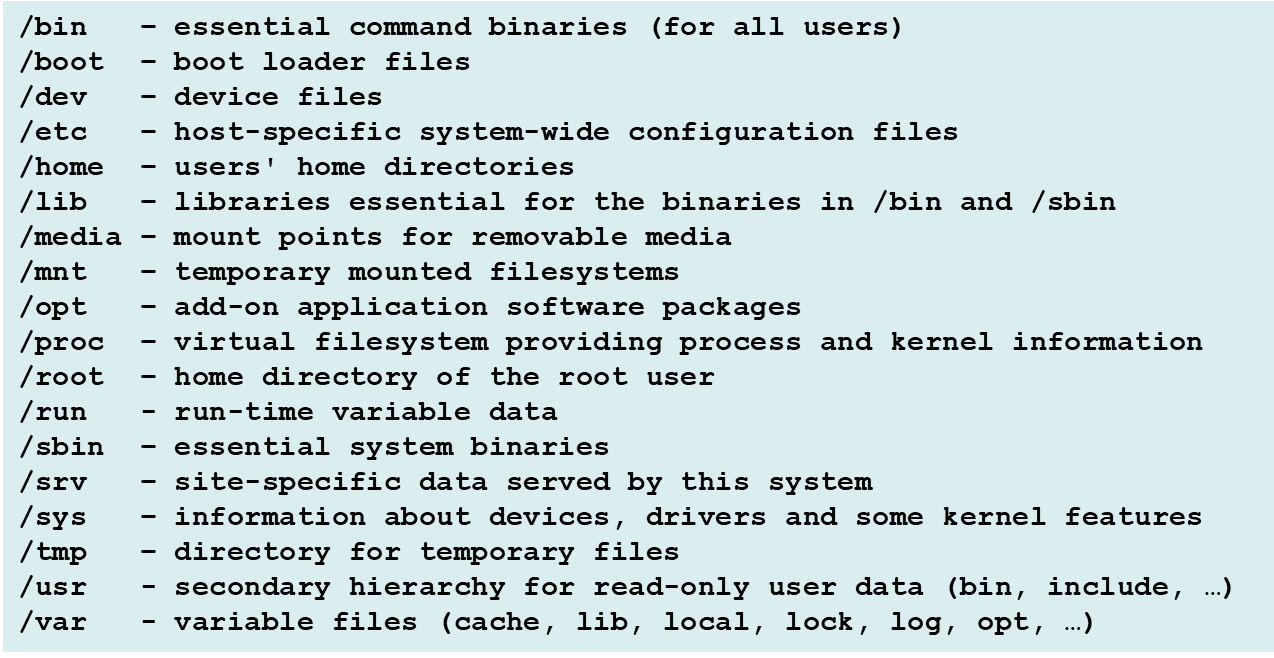 /bin   – essential command binaries (for all users)
/boot  – boot loader files
/dev   – device files
/etc   – host-specific system-wide configuration files
/home  – users' home directories
/lib   – libraries essential for the binaries in /bin and /sbin
/media – mount points for removable media
/mnt   – temporary mounted filesystems
/opt   – add-on application software packages
/proc  – virtual filesystem providing process and kernel information
/root  – home directory of the root user
/run   - run-time variable data
/sbin  – essential system binaries
/srv   – site-specific data served by this system
/sys   – information about devices, drivers and some kernel features
/tmp   – directory for temporary files
/usr   - secondary hierarchy for read-only user data (bin, include, …)
/var   - variable files (cache, lib, local, lock, log, opt, …)